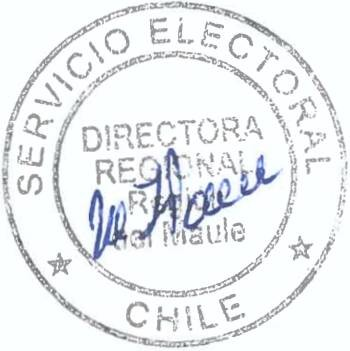 SERVICIO ELECTORAL
DIRECTORA
REGIONAL
del Maule
CHILE